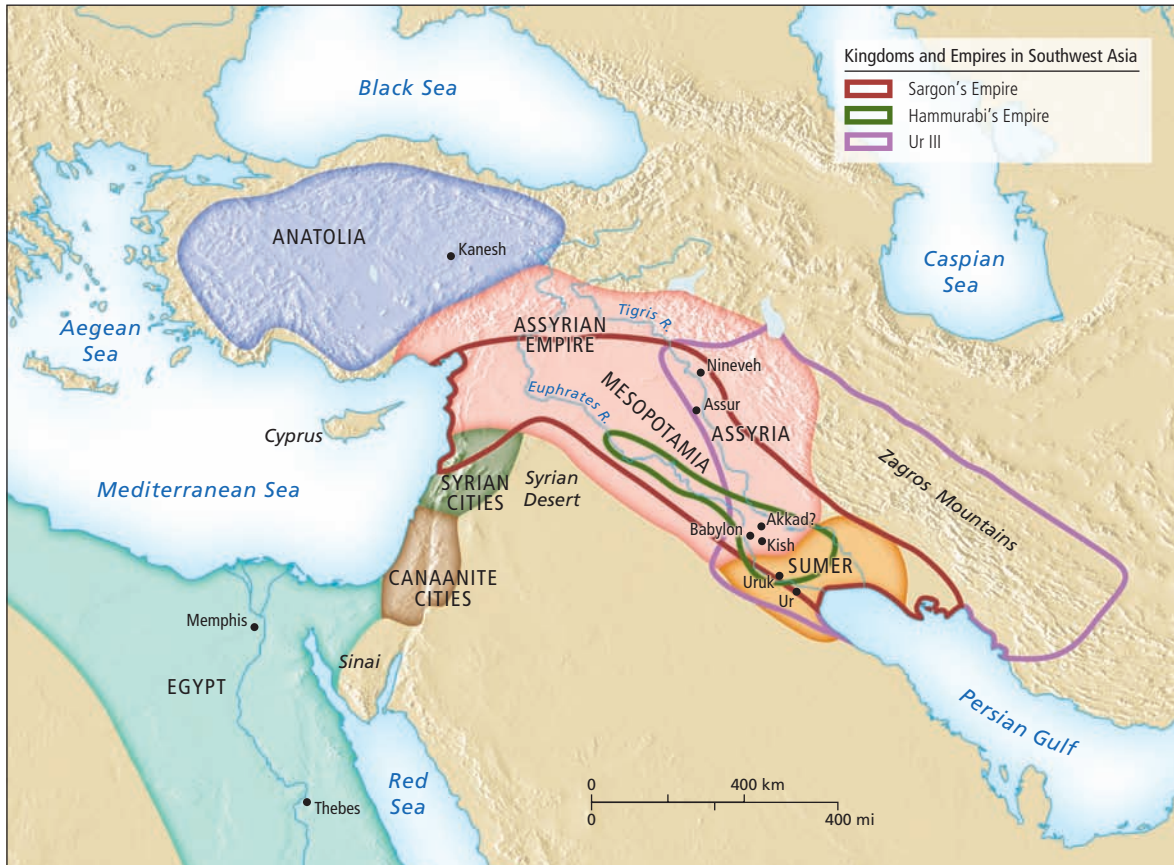 Kingdoms and Empires in Southwest Asia
Sargon's Empire
Hammurabi's Empire
Ur III
Black Sea
ANATOLIA
Kanesh
Caspian
Sea
Aegean
Sea
Tigris R.
ASSYRIAN
EMPIRE
Nineveh
MESOPOTAMIA
Euphrates R.
Assur
ASSYRIA
Cyprus
Zagros Mountains
Mediterranean Sea
SYRIAN
CITIES
Syrian
Desert
Akkad?
Babylon
Kish
SUMER
Uruk
Ur
CANAANITE
CITIES
Memphis
Sinai
EGYPT
Persian Gulf
Red
Sea
Thebes
0
400 km
0
400 mi